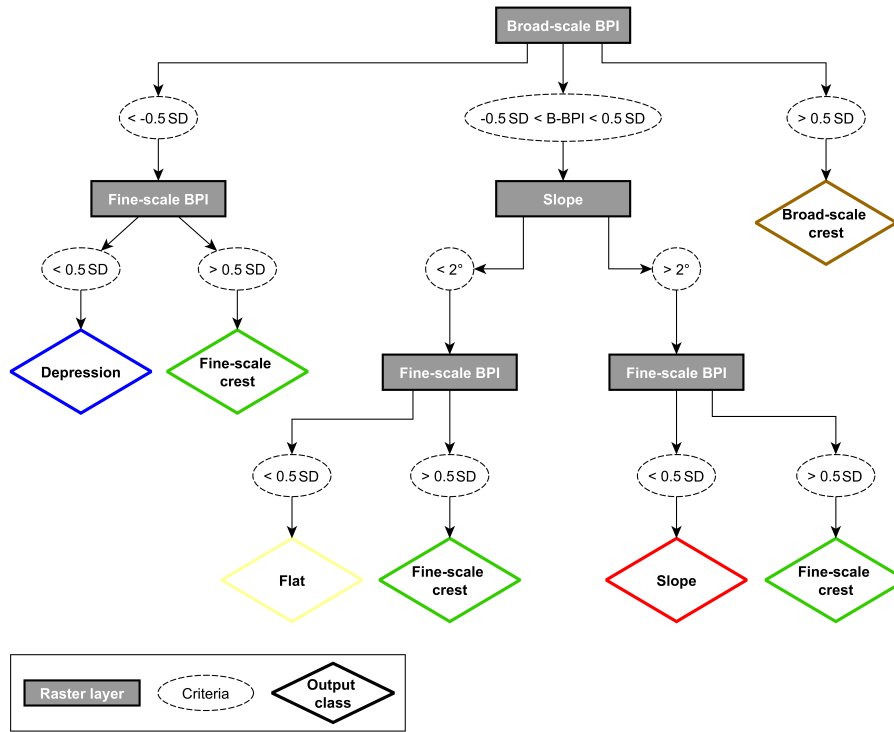 Broad-scale BPI
< -0.5 SD
-0.5 SD < B-BPI < 0.5 SD
> 0.5 SD
Fine-scale BPI
Slope
Broad-scale
crest
< 0.5 SD
> 0.5 SD
< 2°
> 2°
Depression
Fine-scale
crest
Fine-scale BPI
Fine-scale BPI
< 0.5 SD
> 0.5 SD
< 0.5 SD
> 0.5 SD
Flat
Fine-scale
crest
Slope
Fine-scale
crest
Raster layer
Criteria
Output
class